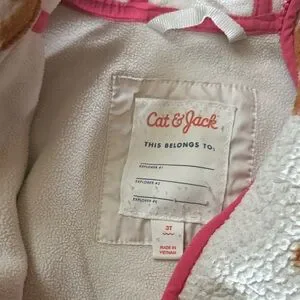 Cat & Jack
THIS BELONGS TO:
EXPLORER #1
EXPLORER #2
EXPLORER #3
3T
MADE IN
VIETNAM